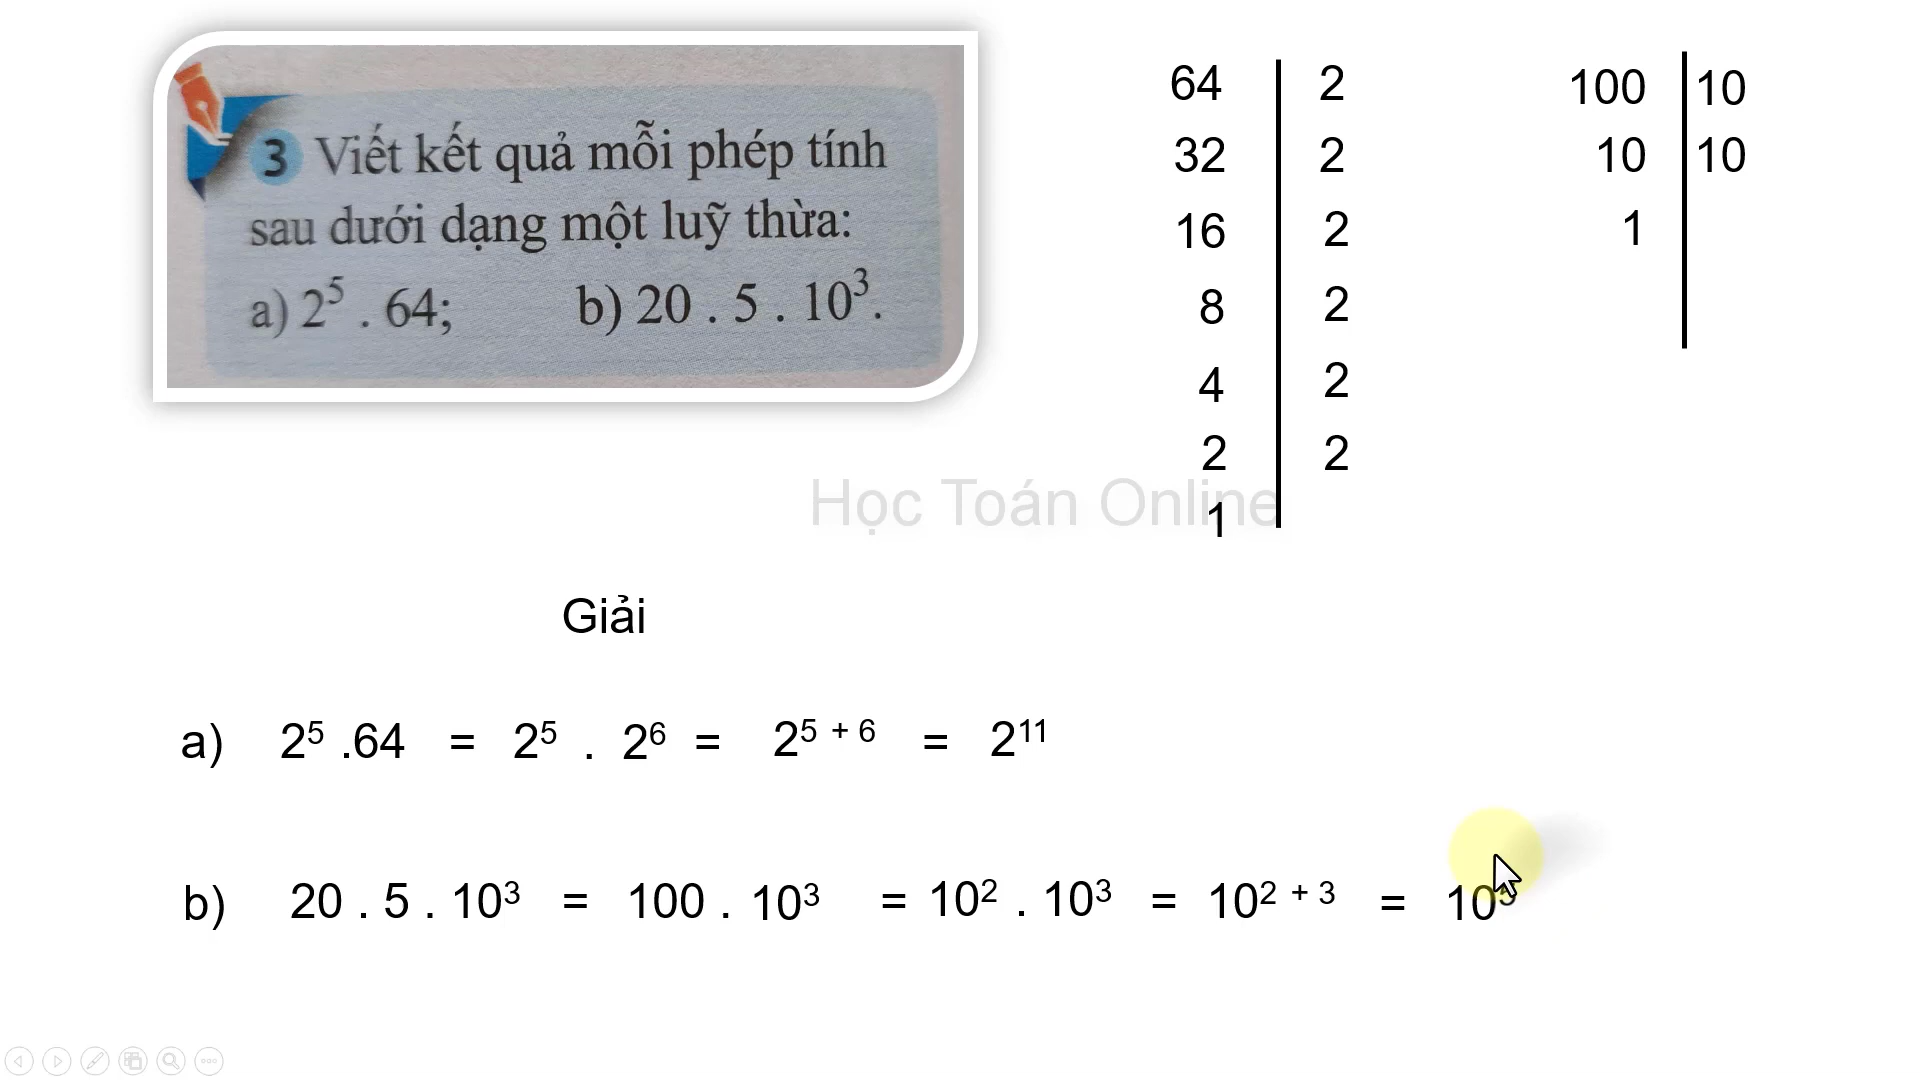 3 Viết kết quả mỗi phép tính
sau dưới dạng một luỹ thừa:
a) 2⁵ . 64; b) 20 . 5 . 10³.
64 | 2
32 | 2
16 | 2
8 | 2
4 | 2
2 | 2
1
100 | 10
10 | 10
1
Học Toán Online
Giải
a) 2⁵ .64 = 2⁵ . 2⁶ = 2⁵ ⁺ ⁶ = 2¹¹
b) 20 . 5 . 10³ = 100 . 10³ = 10² . 10³ = 10² ⁺ ³ = 10⁵